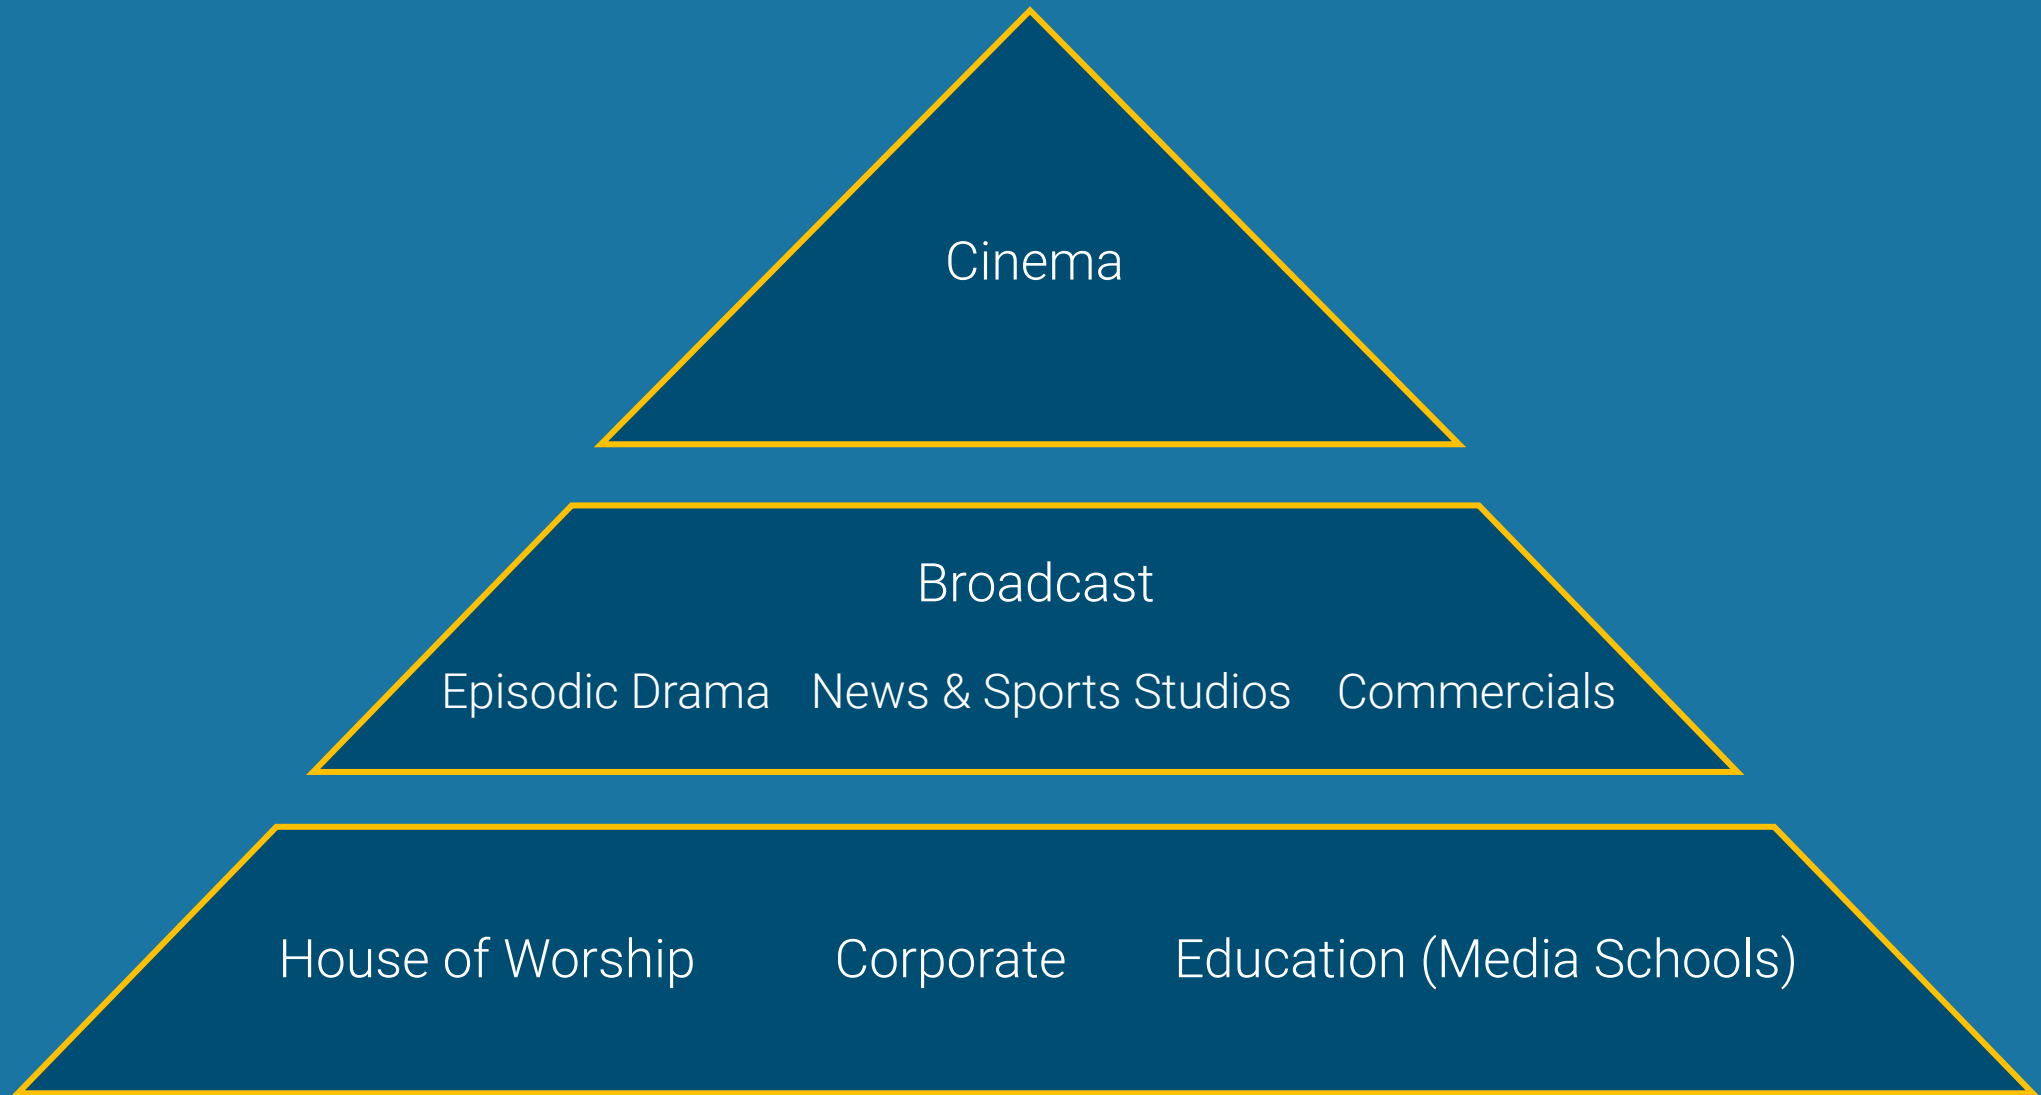 Cinema
Broadcast
Episodic Drama News & Sports Studios Commercials
House of Worship Corporate Education (Media Schools)